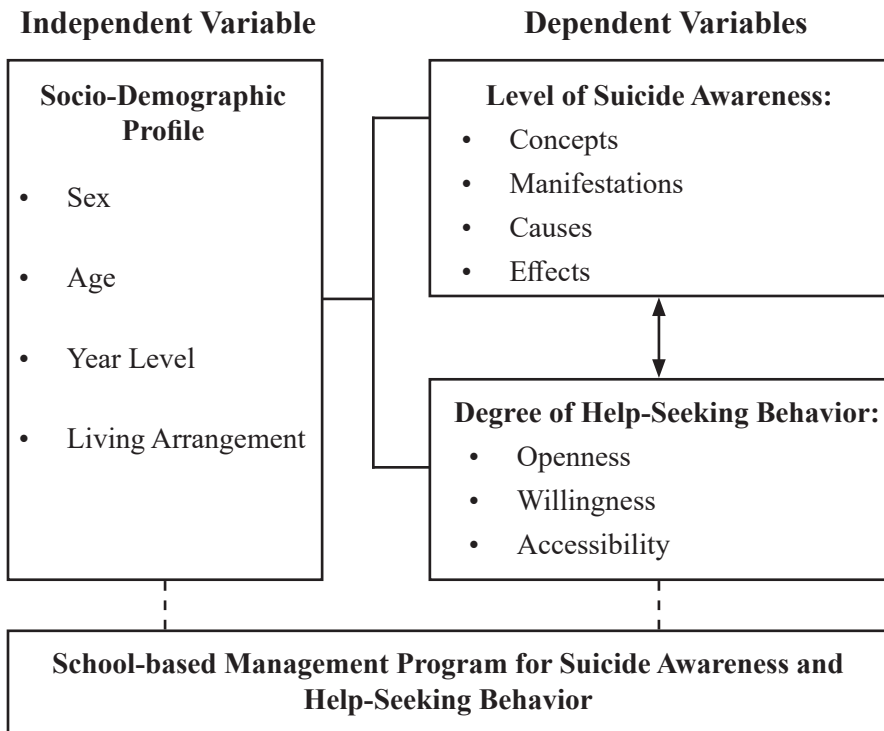 Independent Variable
Socio-Demographic
Profile
• Sex
• Age
• Year Level
• Living Arrangement
Dependent Variables
Level of Suicide Awareness:
• Concepts
• Manifestations
• Causes
• Effects
Degree of Help-Seeking Behavior:
• Openness
• Willingness
• Accessibility
School-based Management Program for Suicide Awareness and
Help-Seeking Behavior